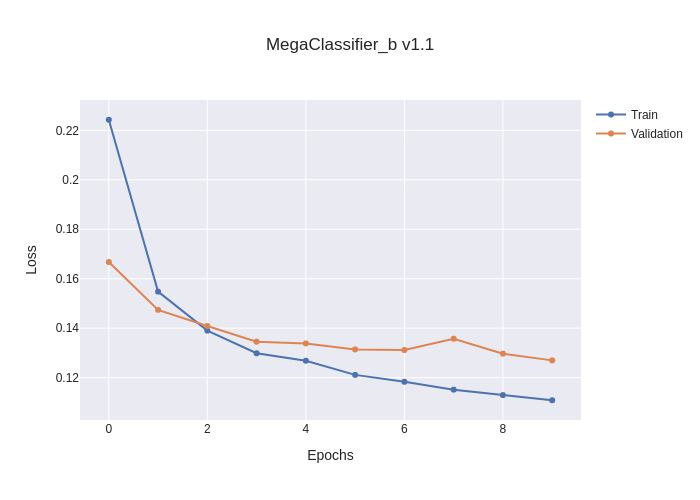 MegaClassifier_b v1.1
Train
Validation
0.22
0.2
0.18
0.16
0.14
0.12
Loss
0 2 4 6 8
Epochs